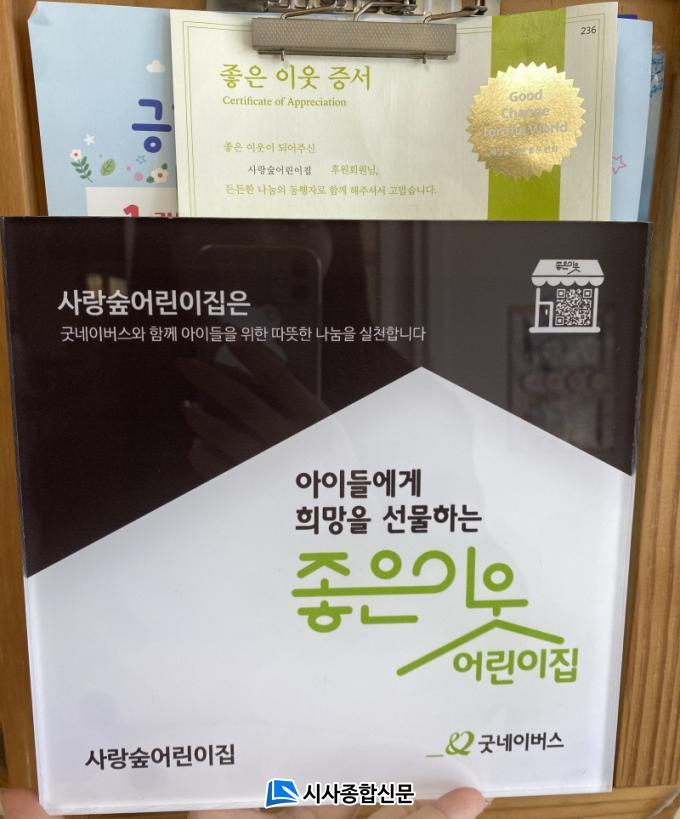 236
좋은 이웃 증서
Certificate of Appreciation
Good
Change
for the World
좋은 이웃이 되어주신
사랑숲어린이집 후원회원님,
든든한 나눔의 동행자로 함께 해주셔서 고맙습니다.
좋은이웃
사랑숲어린이집은
굿네이버스와 함께 아이들을 위한 따뜻한 나눔을 실천합니다
아이들에게
희망을 선물하는
좋은이웃
어린이집
사랑숲어린이집
굿네이버스
시사종합신문